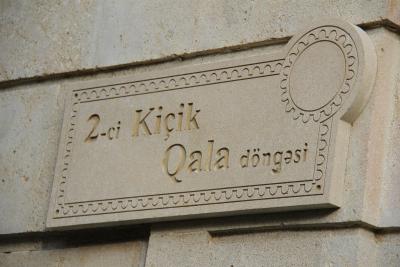 2-ci Kiçik
Qala döngəsi